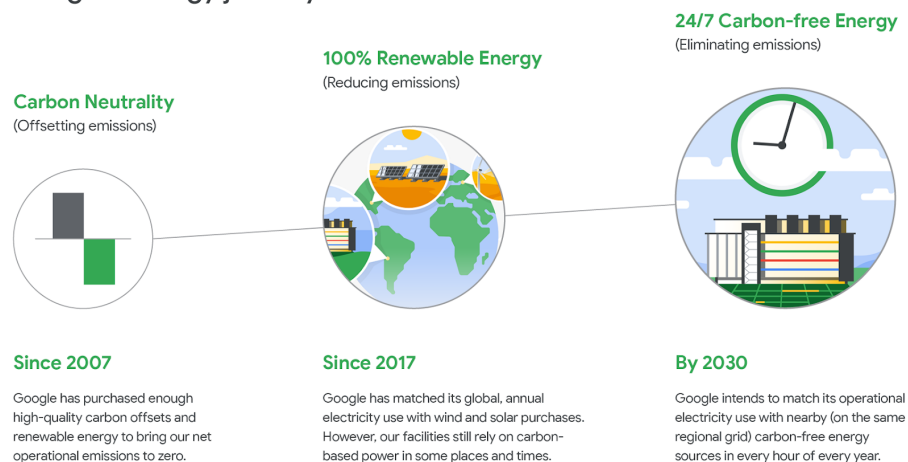 24/7 Carbon-free Energy
(Eliminating emissions)
100% Renewable Energy
(Reducing emissions)
Carbon Neutrality
(Offsetting emissions)
Since 2007
Google has purchased enough
high-quality carbon offsets and
renewable energy to bring our net
operational emissions to zero.
Since 2017
Google has matched its global, annual
electricity use with wind and solar purchases.
However, our facilities still rely on carbon-
based power in some places and times.
By 2030
Google intends to match its operational
electricity use with nearby (on the same
regional grid) carbon-free energy
sources in every hour of every year.